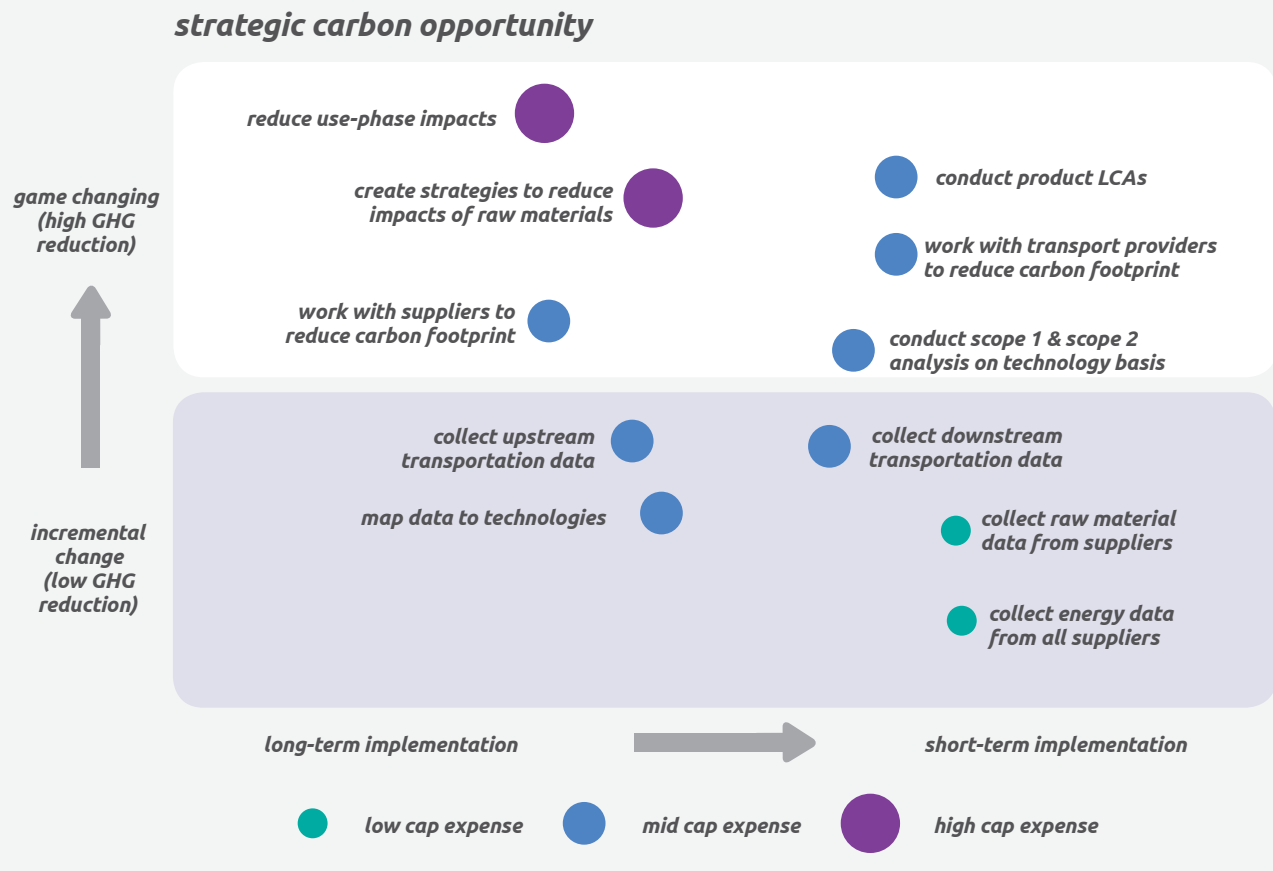 strategic carbon opportunity
reduce use-phase impacts
create strategies to reduce
impacts of raw materials
conduct product LCAs
game changing
(high GHG
reduction)
work with transport providers
to reduce carbon footprint
work with suppliers to
reduce carbon footprint
conduct scope 1 & scope 2
analysis on technology basis
collect upstream
transportation data
collect downstream
transportation data
map data to technologies
collect raw material
data from suppliers
incremental
change
(low GHG
reduction)
collect energy data
from all suppliers
long-term implementation
short-term implementation
low cap expense
mid cap expense
high cap expense